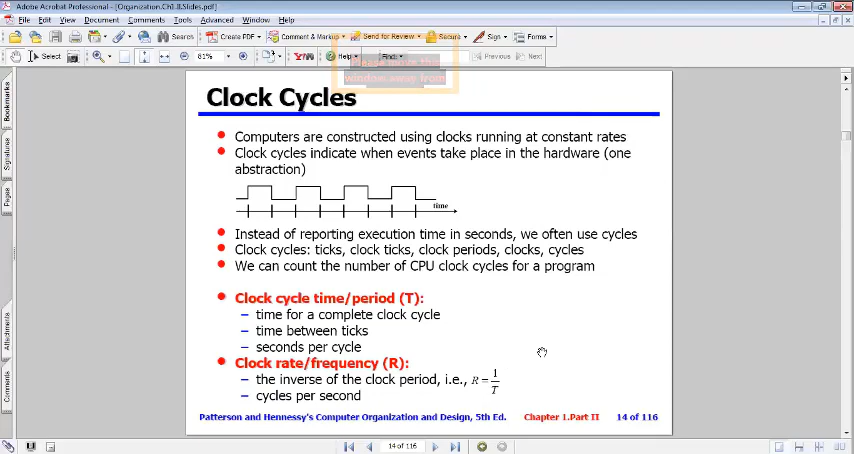 Adobe Acrobat Professional - [Organization.Ch1.II.Slides.pdf]
File Edit View Document Comments Tools Advanced Window Help
Create PDF Comment & Markup Send for Review Secure Sign Forms
Search
Select 81% Help Find: Previous Next
window away from
Bookmarks
Signatures
Pages
Attachments
Comments
Clock Cycles
Computers are constructed using clocks running at constant rates
Clock cycles indicate when events take place in the hardware (one
abstraction)
time
Instead of reporting execution time in seconds, we often use cycles
Clock cycles: ticks, clock ticks, clock periods, clocks, cycles
We can count the number of CPU clock cycles for a program
Clock cycle time/period (T):
– time for a complete clock cycle
– time between ticks
– seconds per cycle
Clock rate/frequency (R):
– the inverse of the clock period, i.e., R = 1/T
– cycles per second
Patterson and Hennessy's Computer Organization and Design, 5th Ed. Chapter 1.Part II 14 of 116
14 of 116